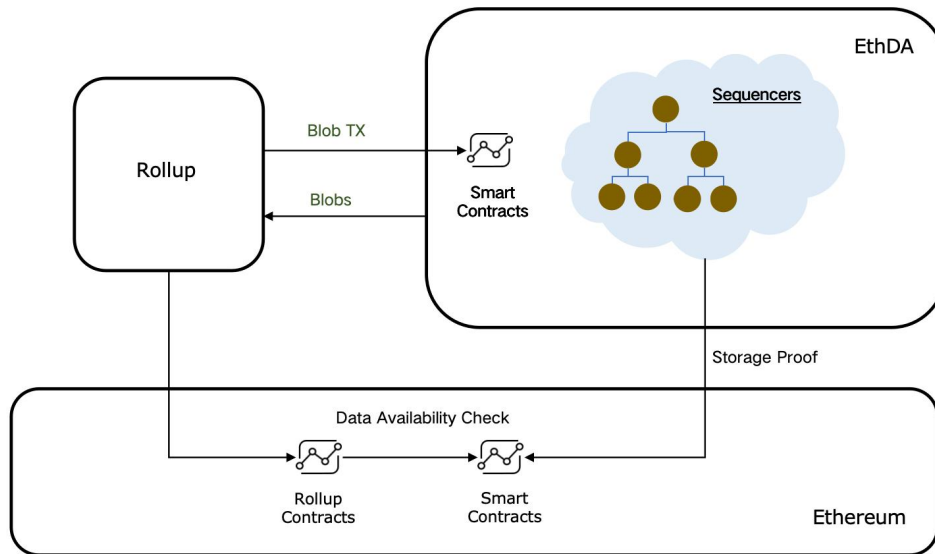 EthDA
Sequencers
Blob TX
Rollup
Smart
Contracts
Blobs
Storage Proof
Data Availability Check
Rollup
Contracts
Smart
Contracts
Ethereum